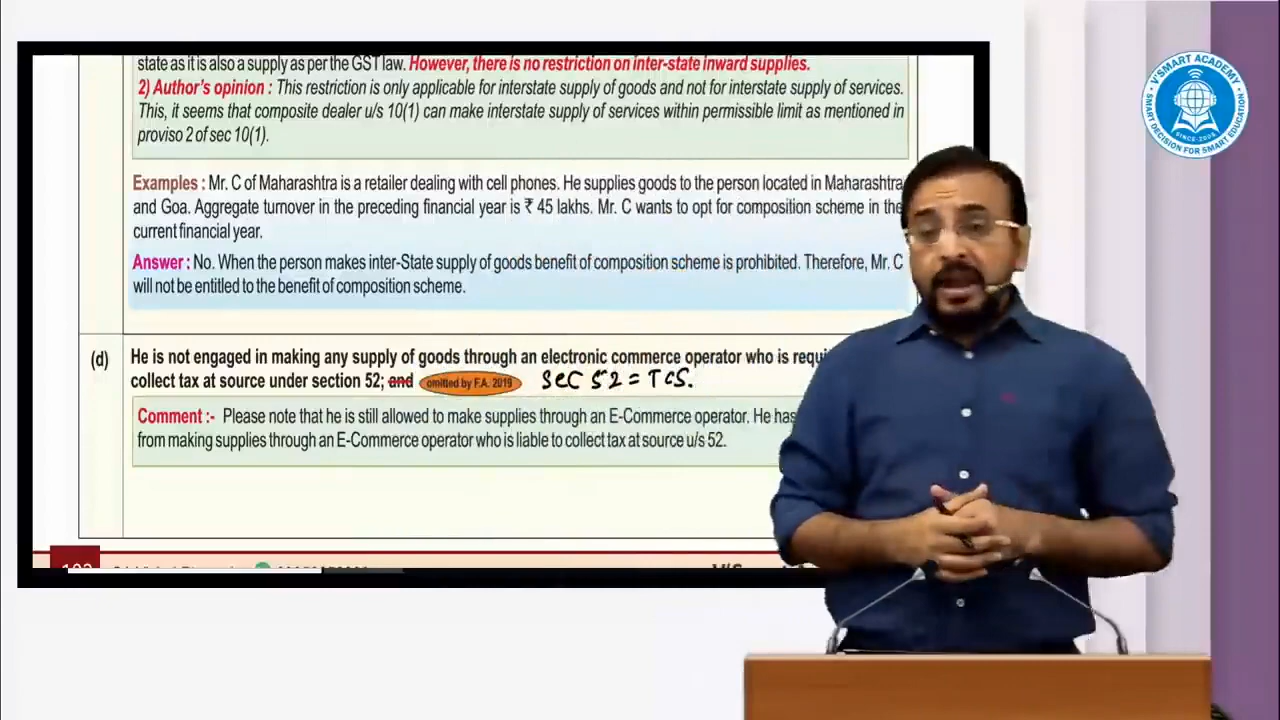 state as it is also a supply as per the GST law. However, there is no restriction on inter-state inward supplies.
2) Author's opinion : This restriction is only applicable for interstate supply of goods and not for interstate supply of services.
This, it seems that composite dealer u/s 10(1) can make interstate supply of services within permissible limit as mentioned in
proviso 2 of sec 10(1).
Examples : Mr. C of Maharashtra is a retailer dealing with cell phones. He supplies goods to the person located in Maharashtra
and Goa. Aggregate turnover in the preceding financial year is ₹ 45 lakhs. Mr. C wants to opt for composition scheme in the
current financial year.
Answer : No. When the person makes inter-State supply of goods benefit of composition scheme is prohibited. Therefore, Mr. C
will not be entitled to the benefit of composition scheme.
(d) He is not engaged in making any supply of goods through an electronic commerce operator who is
collect tax at source under section 52; and omitted by F.A. 2019 Sec 52 = TCS.
Comment :- Please note that he is still allowed to make supplies through an E-Commerce operator. He has
from making supplies through an E-Commerce operator who is liable to collect tax at source u/s 52.
V'SMART ACADEMY
SINCE-2005
SMART DECISION FOR SMART EDUCATION